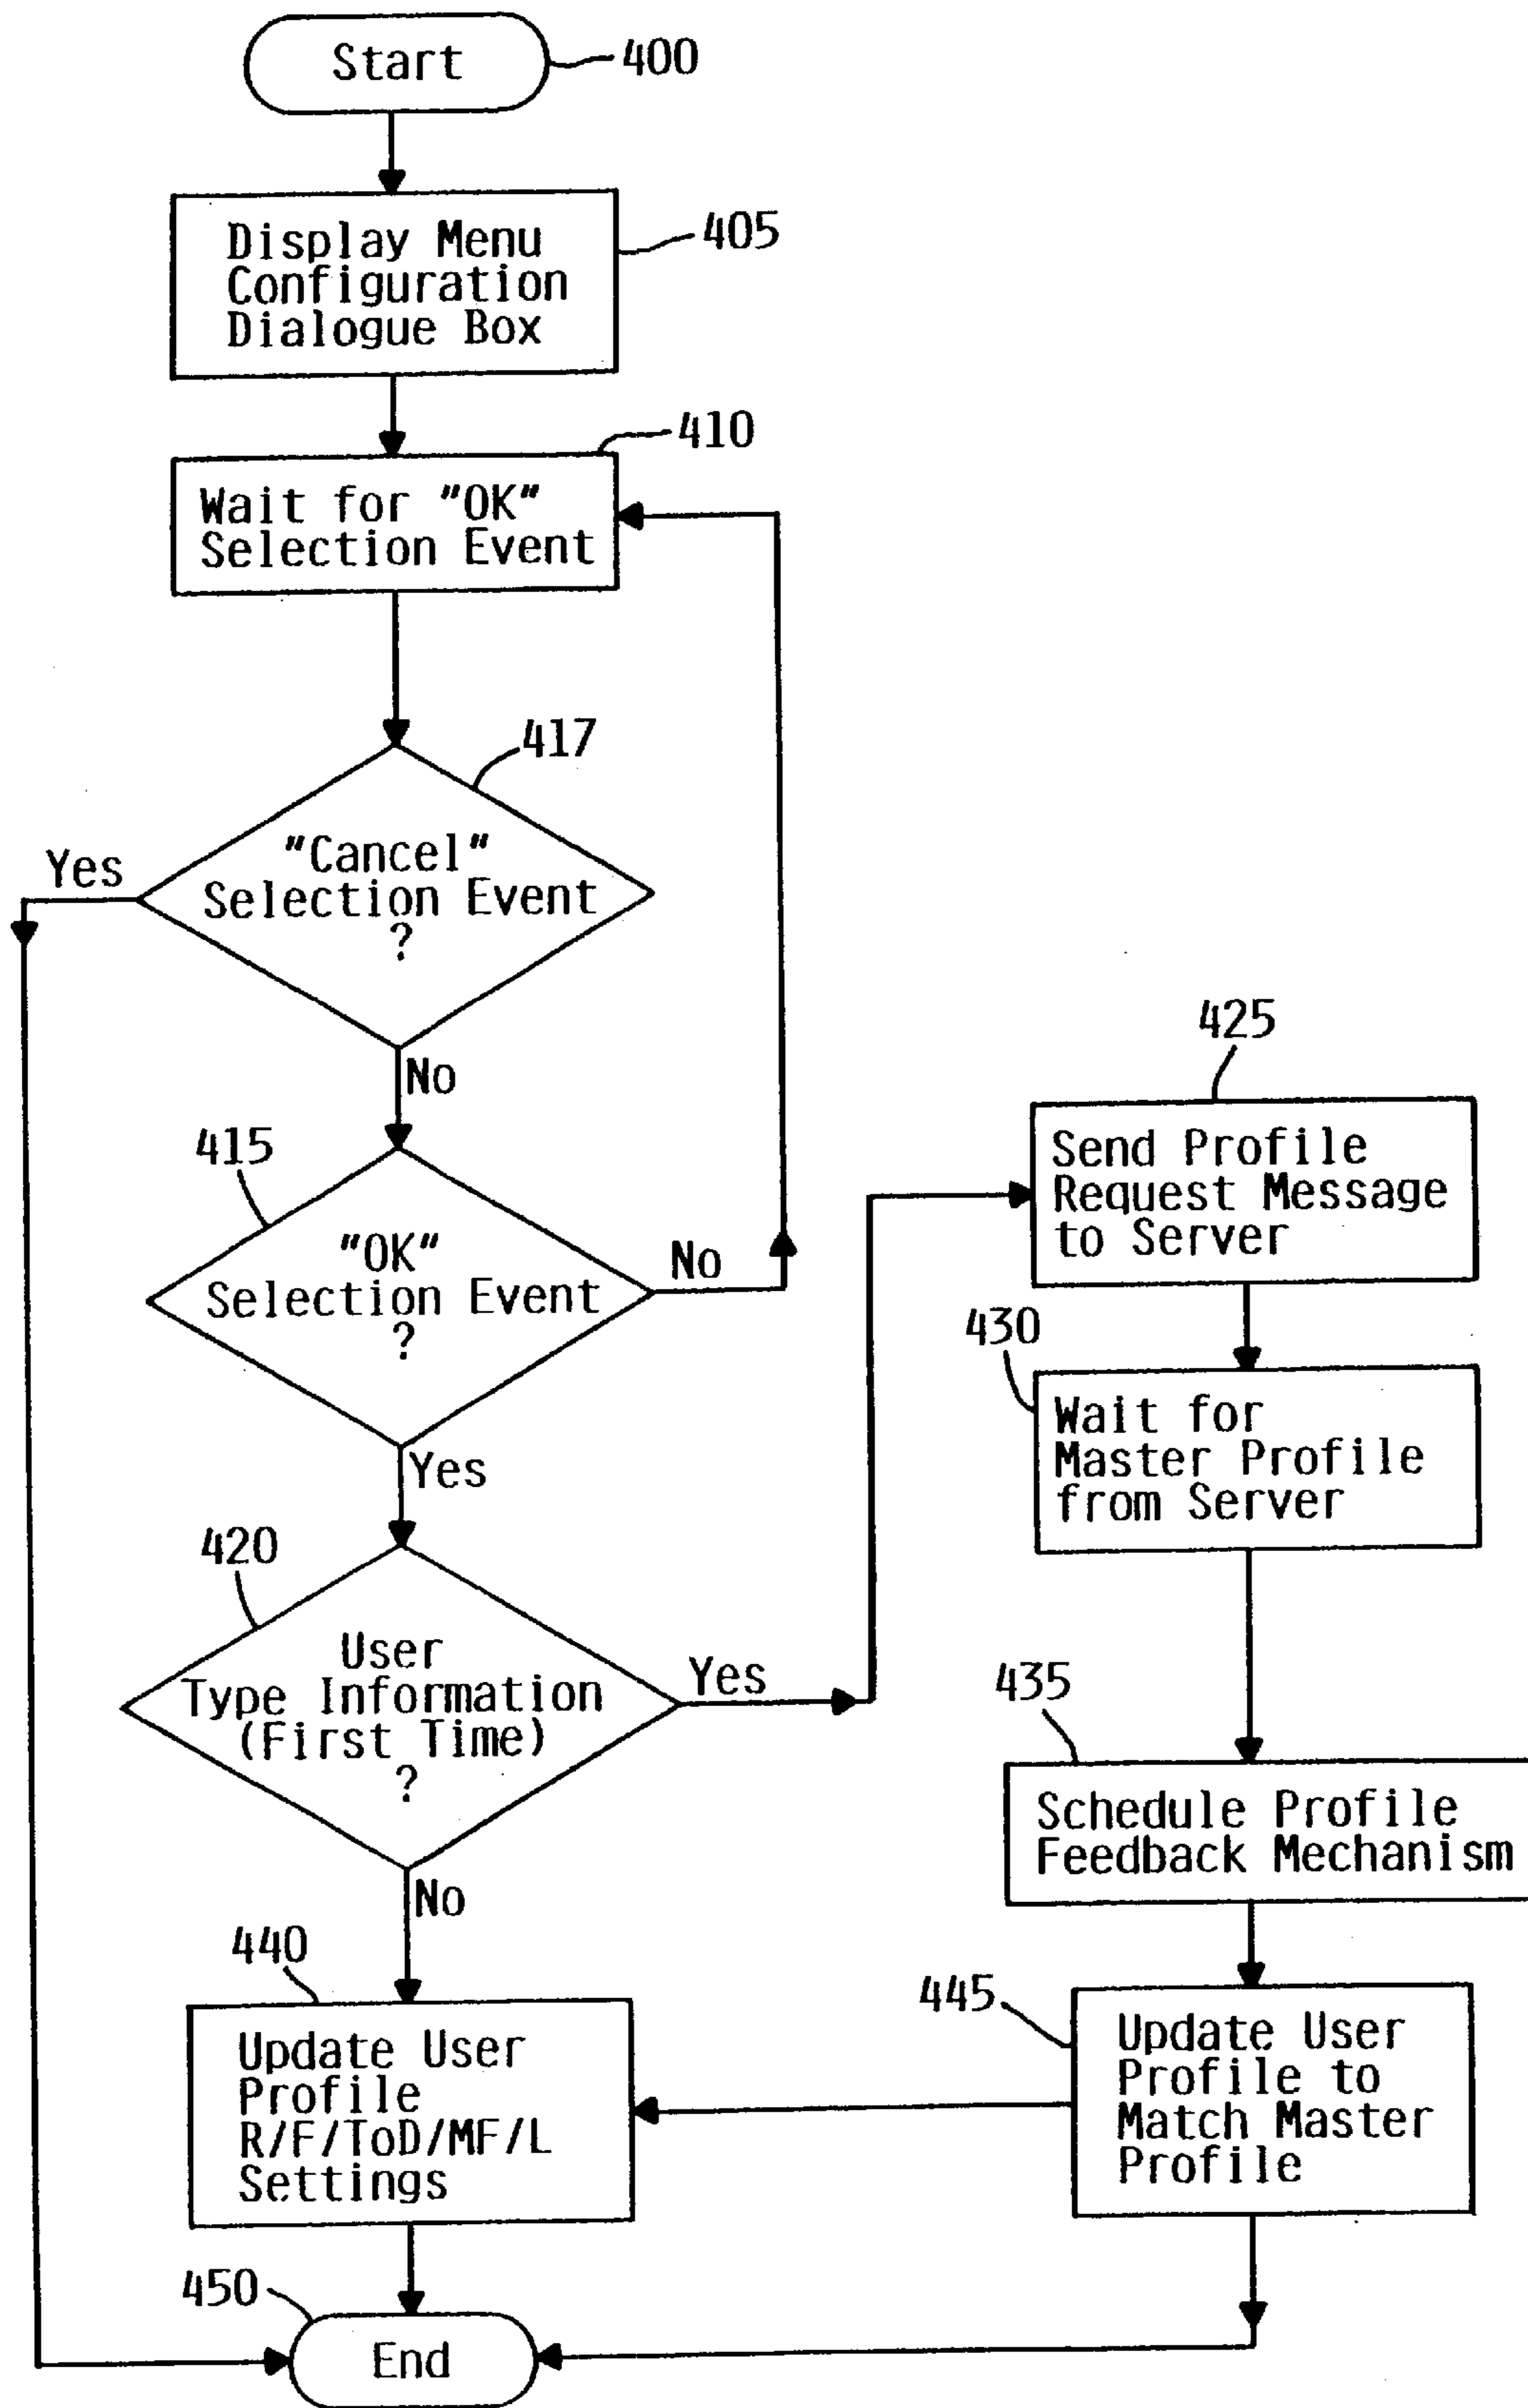 Start
400
Display Menu
Configuration
Dialogue Box
405
410
Wait for "OK"
Selection Event
417
"Cancel"
Selection Event
?
Yes
No
415
"OK"
Selection Event
?
No
Yes
420
User
Type Information
(First Time)
?
Yes
No
425
Send Profile
Request Message
to Server
430
Wait for
Master Profile
from Server
435
Schedule Profile
Feedback Mechanism
440
Update User
Profile
R/F/ToD/MF/L
Settings
445
Update User
Profile to
Match Master
Profile
450
End